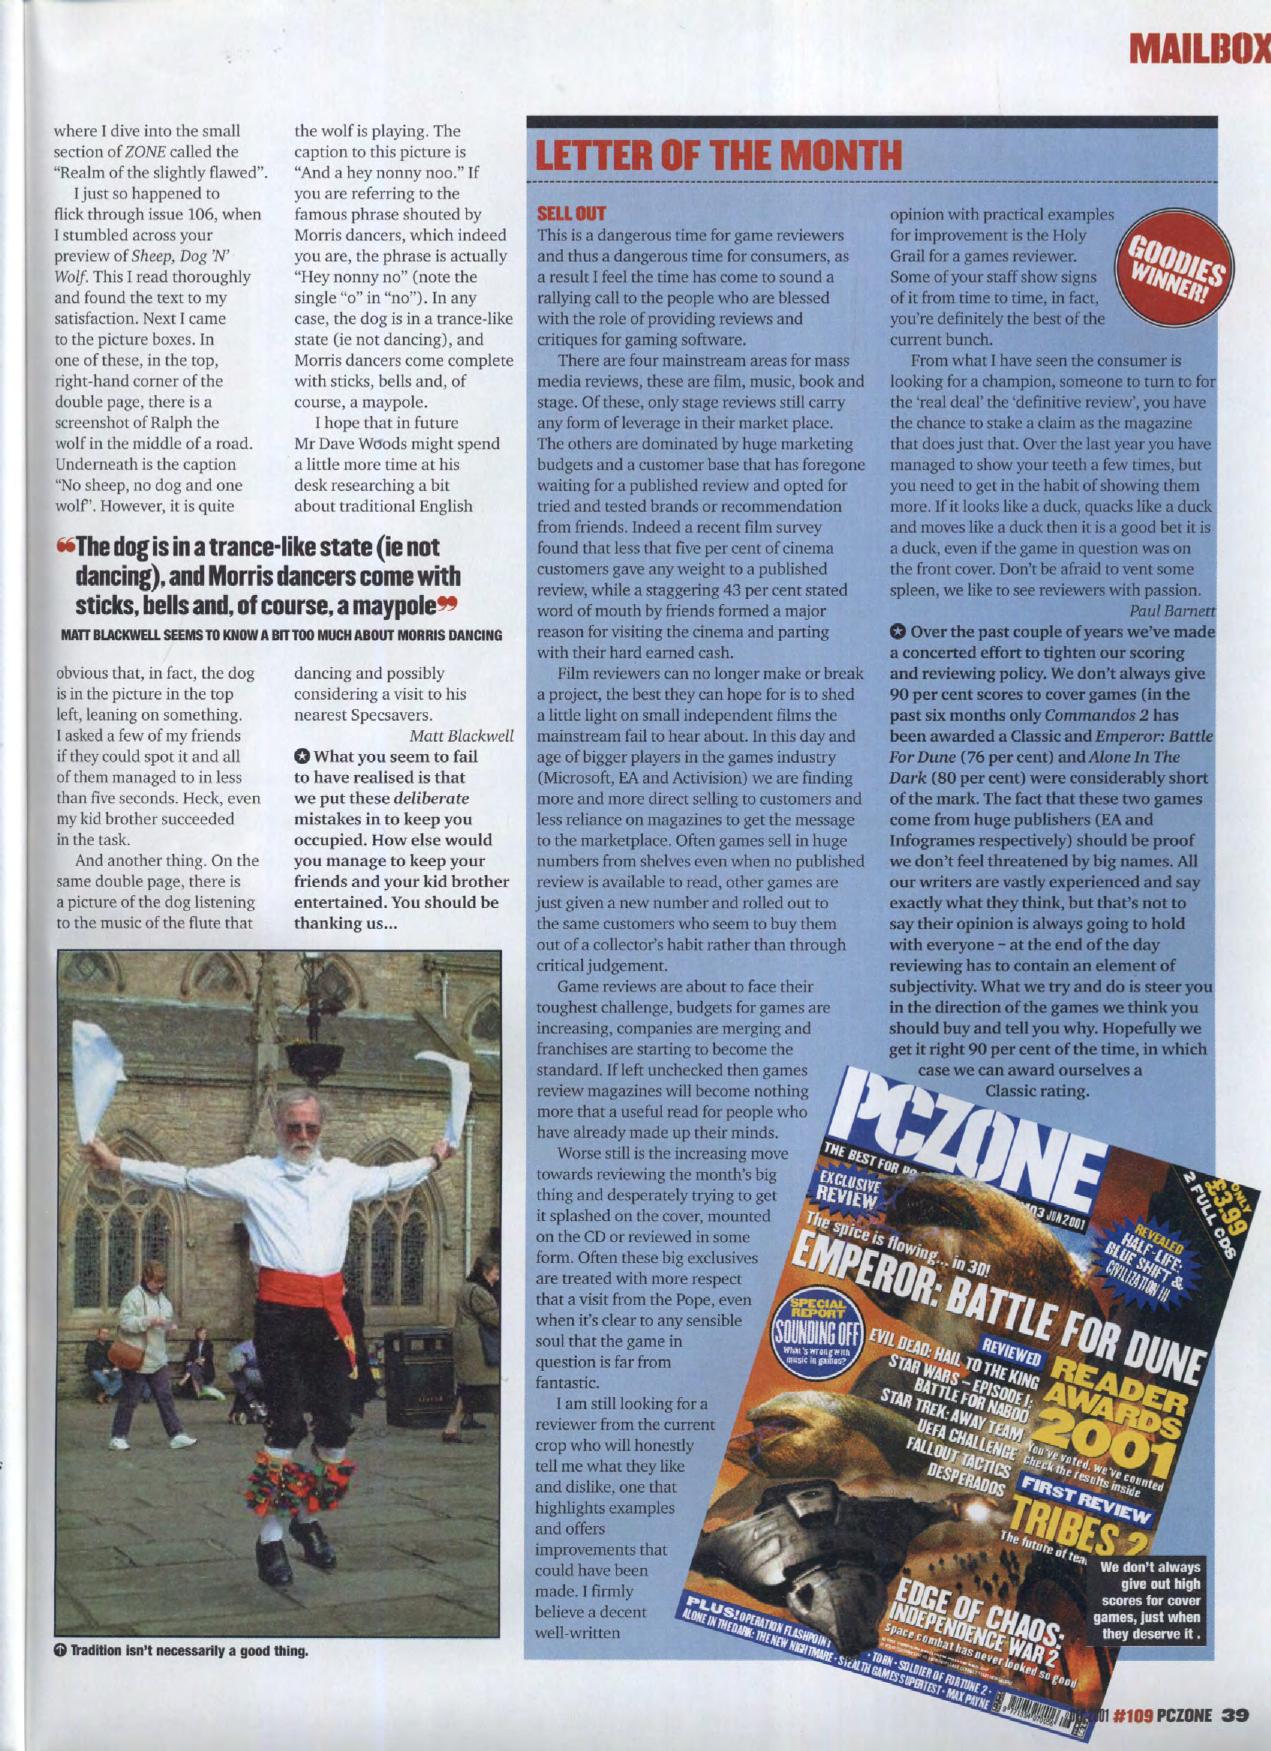 MAILBOX
where I dive into the small
section of ZONE called the
“Realm of the slightly flawed”.
I just so happened to
flick through issue 106, when
I stumbled across your
preview of Sheep, Dog ’N’
Wolf. This I read thoroughly
and found the text to my
satisfaction. Next I came
to the picture boxes. In
one of these, in the top,
right-hand corner of the
double page, there is a
screenshot of Ralph the
wolf in the middle of a road.
Underneath is the caption
“No sheep, no dog and one
wolf”. However, it is quite
the wolf is playing. The
caption to this picture is
“And a hey nonny noo.” If
you are referring to the
famous phrase shouted by
Morris dancers, which indeed
you are, the phrase is actually
“Hey nonny no” (note the
single “o” in “no”). In any
case, the dog is in a trance-like
state (ie not dancing), and
Morris dancers come complete
with sticks, bells and, of
course, a maypole.
I hope that in future
Mr Dave Woods might spend
a little more time at his
desk researching a bit
about traditional English
“The dog is in a trance-like state (ie not
dancing), and Morris dancers come with
sticks, bells and, of course, a maypole”
MATT BLACKWELL SEEMS TO KNOW A BIT TOO MUCH ABOUT MORRIS DANCING
obvious that, in fact, the dog
is in the picture in the top
left, leaning on something.
I asked a few of my friends
if they could spot it and all
of them managed to in less
than five seconds. Heck, even
my kid brother succeeded
in the task.
And another thing. On the
same double page, there is
a picture of the dog listening
to the music of the flute that
dancing and possibly
considering a visit to his
nearest Specsavers.
Matt Blackwell
What you seem to fail
to have realised is that
we put these deliberate
mistakes in to keep you
occupied. How else would
you manage to keep your
friends and your kid brother
entertained. You should be
thanking us...
Tradition isn’t necessarily a good thing.
LETTER OF THE MONTH
SELL OUT
This is a dangerous time for game reviewers
and thus a dangerous time for consumers, as
a result I feel the time has come to sound a
rallying call to the people who are blessed
with the role of providing reviews and
critiques for gaming software.
There are four mainstream areas for mass
media reviews, these are film, music, book and
stage. Of these, only stage reviews still carry
any form of leverage in their market place.
The others are dominated by huge marketing
budgets and a customer base that has foregone
waiting for a published review and opted for
tried and tested brands or recommendation
from friends. Indeed a recent film survey
found that less that five per cent of cinema
customers gave any weight to a published
review, while a staggering 43 per cent stated
word of mouth by friends formed a major
reason for visiting the cinema and parting
with their hard earned cash.
Film reviewers can no longer make or break
a project, the best they can hope for is to shed
a little light on small independent films the
mainstream fail to hear about. In this day and
age of bigger players in the games industry
(Microsoft, EA and Activision) we are finding
more and more direct selling to customers and
less reliance on magazines to get the message
to the marketplace. Often games sell in huge
numbers from shelves even when no published
review is available to read, other games are
just given a new number and rolled out to
the same customers who seem to buy them
out of a collector’s habit rather than through
critical judgement.
Game reviews are about to face their
toughest challenge, budgets for games are
increasing, companies are merging and
franchises are starting to become the
standard. If left unchecked then games
review magazines will become nothing
more that a useful read for people who
have already made up their minds.
Worse still is the increasing move
towards reviewing the month’s big
thing and desperately trying to get
it splashed on the cover, mounted
on the CD or reviewed in some
form. Often these big exclusives
are treated with more respect
that a visit from the Pope, even
when it’s clear to any sensible
soul that the game in
question is far from
fantastic.
I am still looking for a
reviewer from the current
crop who will honestly
tell me what they like
and dislike, one that
highlights examples
and offers
improvements that
could have been
made. I firmly
believe a decent
well-written
opinion with practical examples
for improvement is the Holy
Grail for a games reviewer.
Some of your staff show signs
of it from time to time, in fact,
you’re definitely the best of the
current bunch.
GOODIES
WINNER!
From what I have seen the consumer is
looking for a champion, someone to turn to for
the ‘real deal’ the ‘definitive review’, you have
the chance to stake a claim as the magazine
that does just that. Over the last year you have
managed to show your teeth a few times, but
you need to get in the habit of showing them
more. If it looks like a duck, quacks like a duck
and moves like a duck then it is a good bet it is
a duck, even if the game in question was on
the front cover. Don’t be afraid to vent some
spleen, we like to see reviewers with passion.
Paul Barnett
Over the past couple of years we’ve made
a concerted effort to tighten our scoring
and reviewing policy. We don’t always give
90 per cent scores to cover games (in the
past six months only Commandos 2 has
been awarded a Classic and Emperor: Battle
For Dune (76 per cent) and Alone In The
Dark (80 per cent) were considerably short
of the mark. The fact that these two games
come from huge publishers (EA and
Infogrames respectively) should be proof
we don’t feel threatened by big names. All
our writers are vastly experienced and say
exactly what they think, but that’s not to
say their opinion is always going to hold
with everyone – at the end of the day
reviewing has to contain an element of
subjectivity. What we try and do is steer you
in the direction of the games we think you
should buy and tell you why. Hopefully we
get it right 90 per cent of the time, in which
case we can award ourselves a
Classic rating.
PCZONE
THE BEST FOR
JUN 2001
ONLY
£3.99
2 FULL CDS
EXCLUSIVE
REVIEW
The spice is flowing... in 3D!
EMPEROR: BATTLE FOR DUNE
REVEALED
HALF-LIFE:
BLUE SHIFT &
CIVILIZATION III
SPECIAL
REPORT
SOUNDING OFF
What’s wrong with
music in games?
REVIEWED
EVIL DEAD: HAIL TO THE KING
STAR WARS – EPISODE I:
BATTLE FOR NABOO
STAR TREK: AWAY TEAM
UEFA CHALLENGE
FALLOUT TACTICS
DESPERADOS
READER
AWARDS
2001
You’ve voted, we’ve counted
Check the results inside
FIRST REVIEW
TRIBES 2
The future of
EDGE OF CHAOS:
INDEPENDENCE WAR 2
Space combat has never looked so good
PLUS! OPERATION FLASHPOINT
ALONE IN THE DARK: THE NEW NIGHTMARE • STEALTH GAMES SUPERTEST • MAX PAYNE
• TORN • SOLDIER OF FORTUNE 2 •
We don’t always
give out high
scores for cover
games, just when
they deserve it.
#109 PCZONE 39